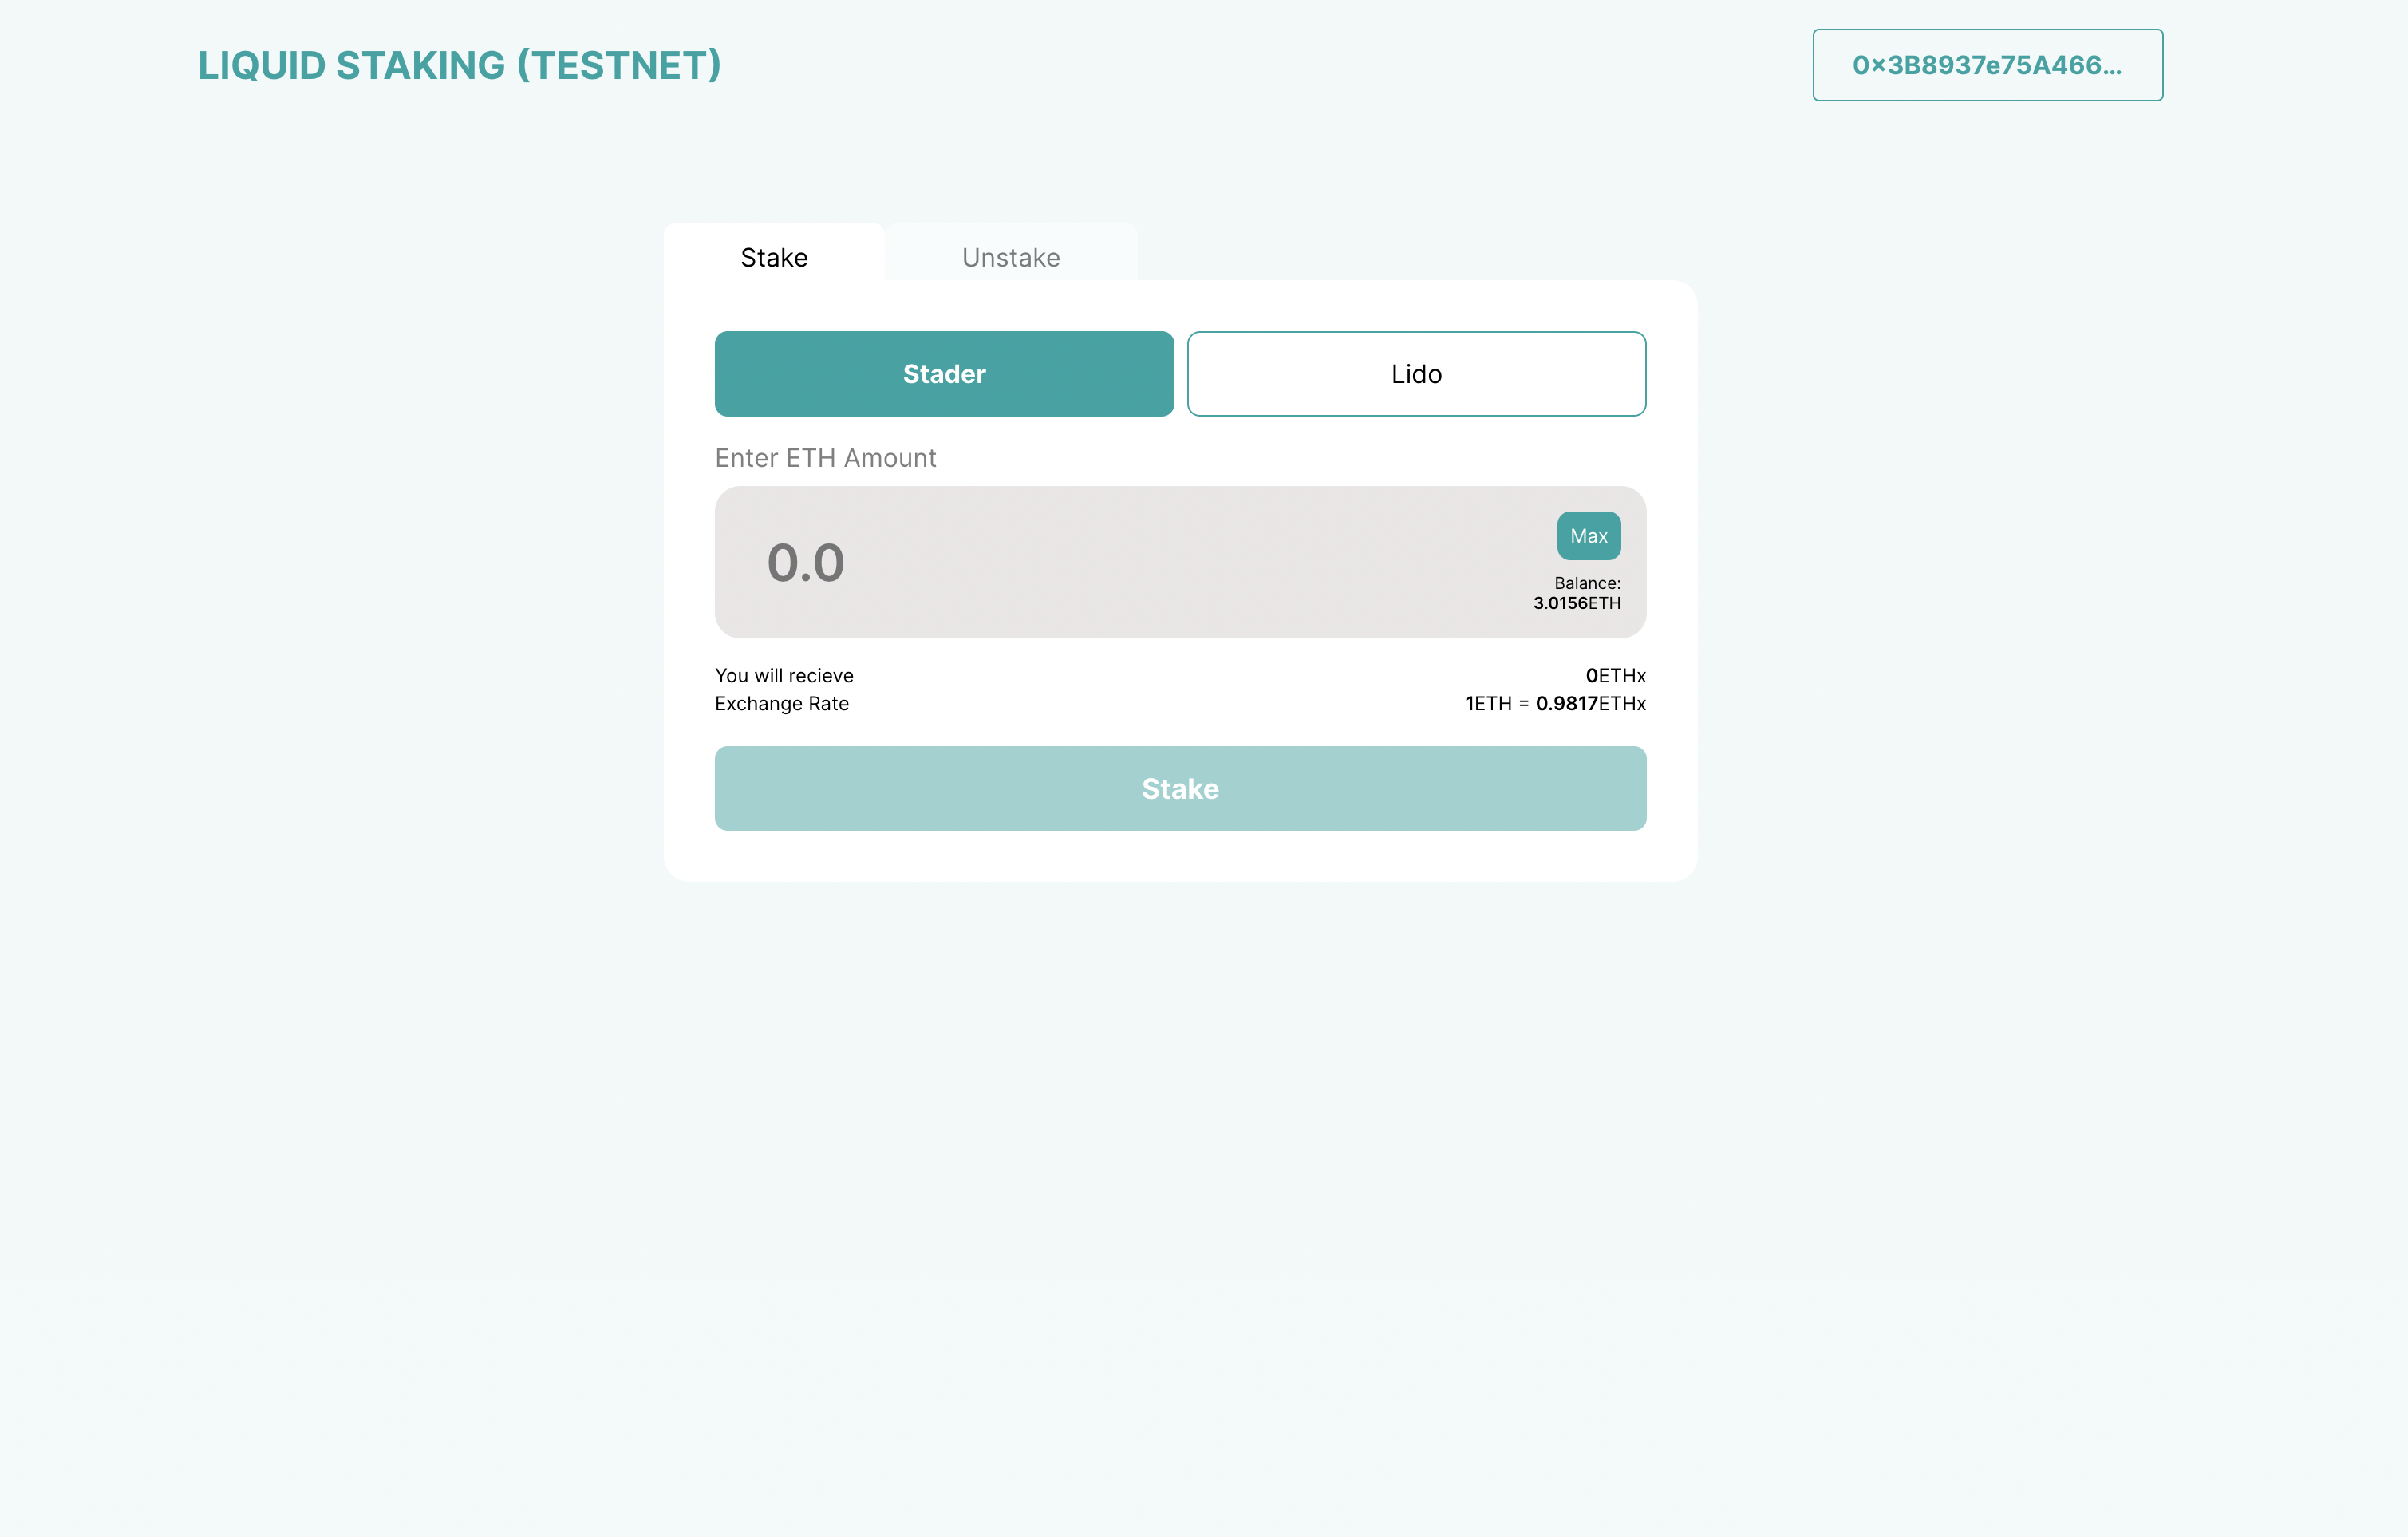 LIQUID STAKING (TESTNET)
0x3B8937e75A466...
Stake
Unstake
Stader
Lido
Enter ETH Amount
0.0
Max
Balance:
3.0156ETH
You will recieve
0ETHx
Exchange Rate
1ETH = 0.9817ETHx
Stake